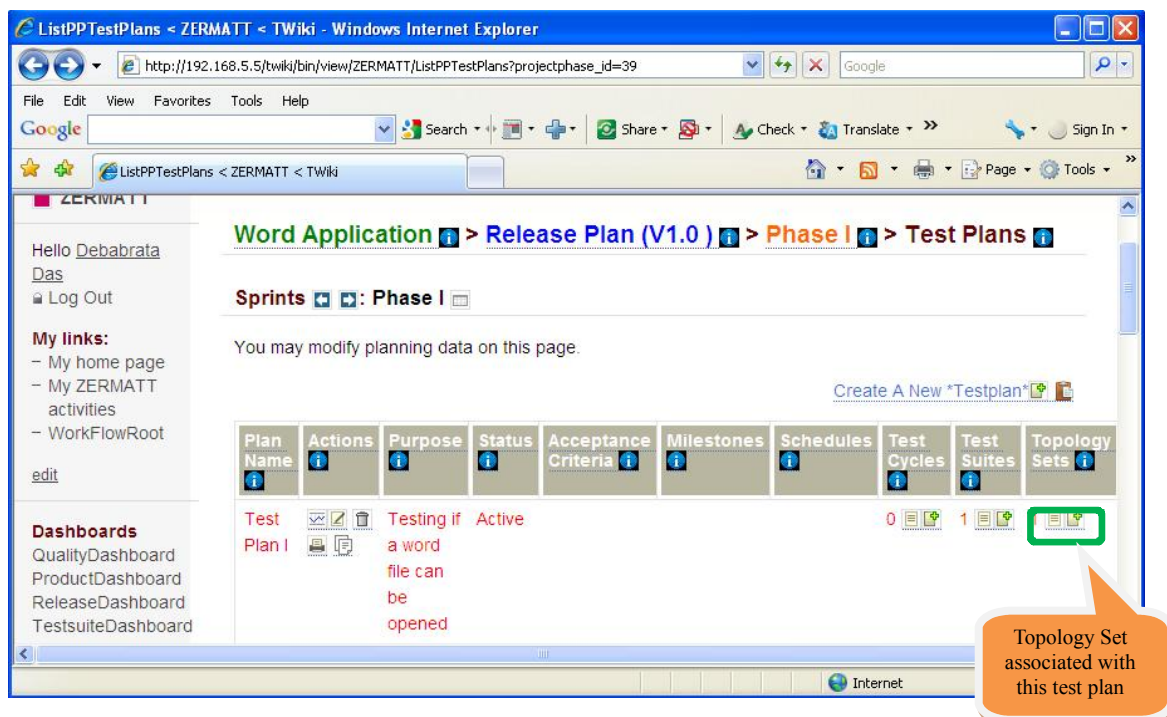 ListPPTestPlans < ZERMATT < TWiki - Windows Internet Explorer
http://192.168.5.5/twiki/bin/view/ZERMATT/ListPPTestPlans?projectphase_id=39
Google
File Edit View Favorites Tools Help
Google Search Share Check Translate >> Sign In
ListPPTestPlans < ZERMATT < TWiki
Page Tools >>
ZERMATT
Hello Debabrata
Das
Log Out
My links:
– My home page
– My ZERMATT
activities
– WorkFlowRoot
edit
Dashboards
QualityDashboard
ProductDashboard
ReleaseDashboard
TestsuiteDashboard
Word Application > Release Plan (V1.0 ) > Phase I > Test Plans
Sprints : Phase I
You may modify planning data on this page.
Create A New *Testplan*
Plan Name Actions Purpose Status Acceptance Criteria Milestones Schedules Test Cycles Test Suites Topology Sets
Test Testing if Active 0 1 1
Plan I a word
file can
be
opened
Topology Set
associated with
this test plan
Internet